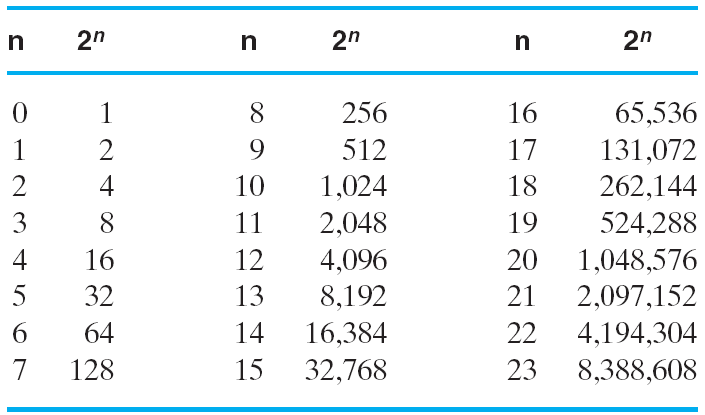 n 2ⁿ n 2ⁿ n 2ⁿ
0 1 8 256 16 65,536
1 2 9 512 17 131,072
2 4 10 1,024 18 262,144
3 8 11 2,048 19 524,288
4 16 12 4,096 20 1,048,576
5 32 13 8,192 21 2,097,152
6 64 14 16,384 22 4,194,304
7 128 15 32,768 23 8,388,608